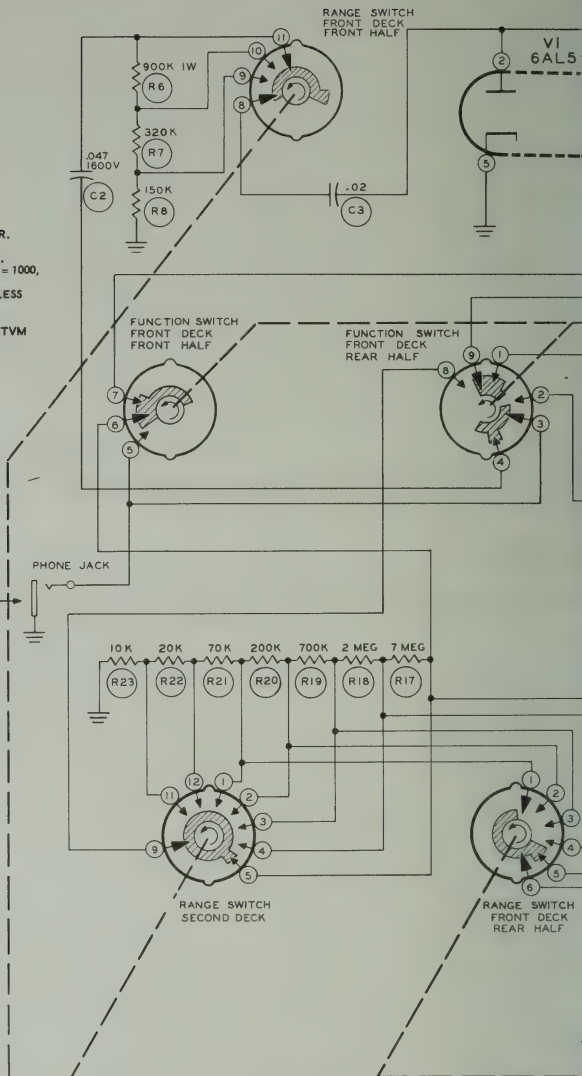 RANGE SWITCH
FRONT DECK
FRONT HALF
11
10
9
8
900K 1W
R6
320K
R7
150K
R8
.047
1600V
C2
.02
C3
V1
6AL5
2
5
R.
.
= 1000,
LESS
TVM
FUNCTION SWITCH
FRONT DECK
FRONT HALF
7
6
5
FUNCTION SWITCH
FRONT DECK
REAR HALF
9
1
8
2
3
4
PHONE JACK
10K 20K 70K 200K 700K 2 MEG 7 MEG
R23 R22 R21 R20 R19 R18 R17
12
1
11
2
3
9
4
5
RANGE SWITCH
SECOND DECK
1
2
3
4
5
6
RANGE SWITCH
FRONT DECK
REAR HALF